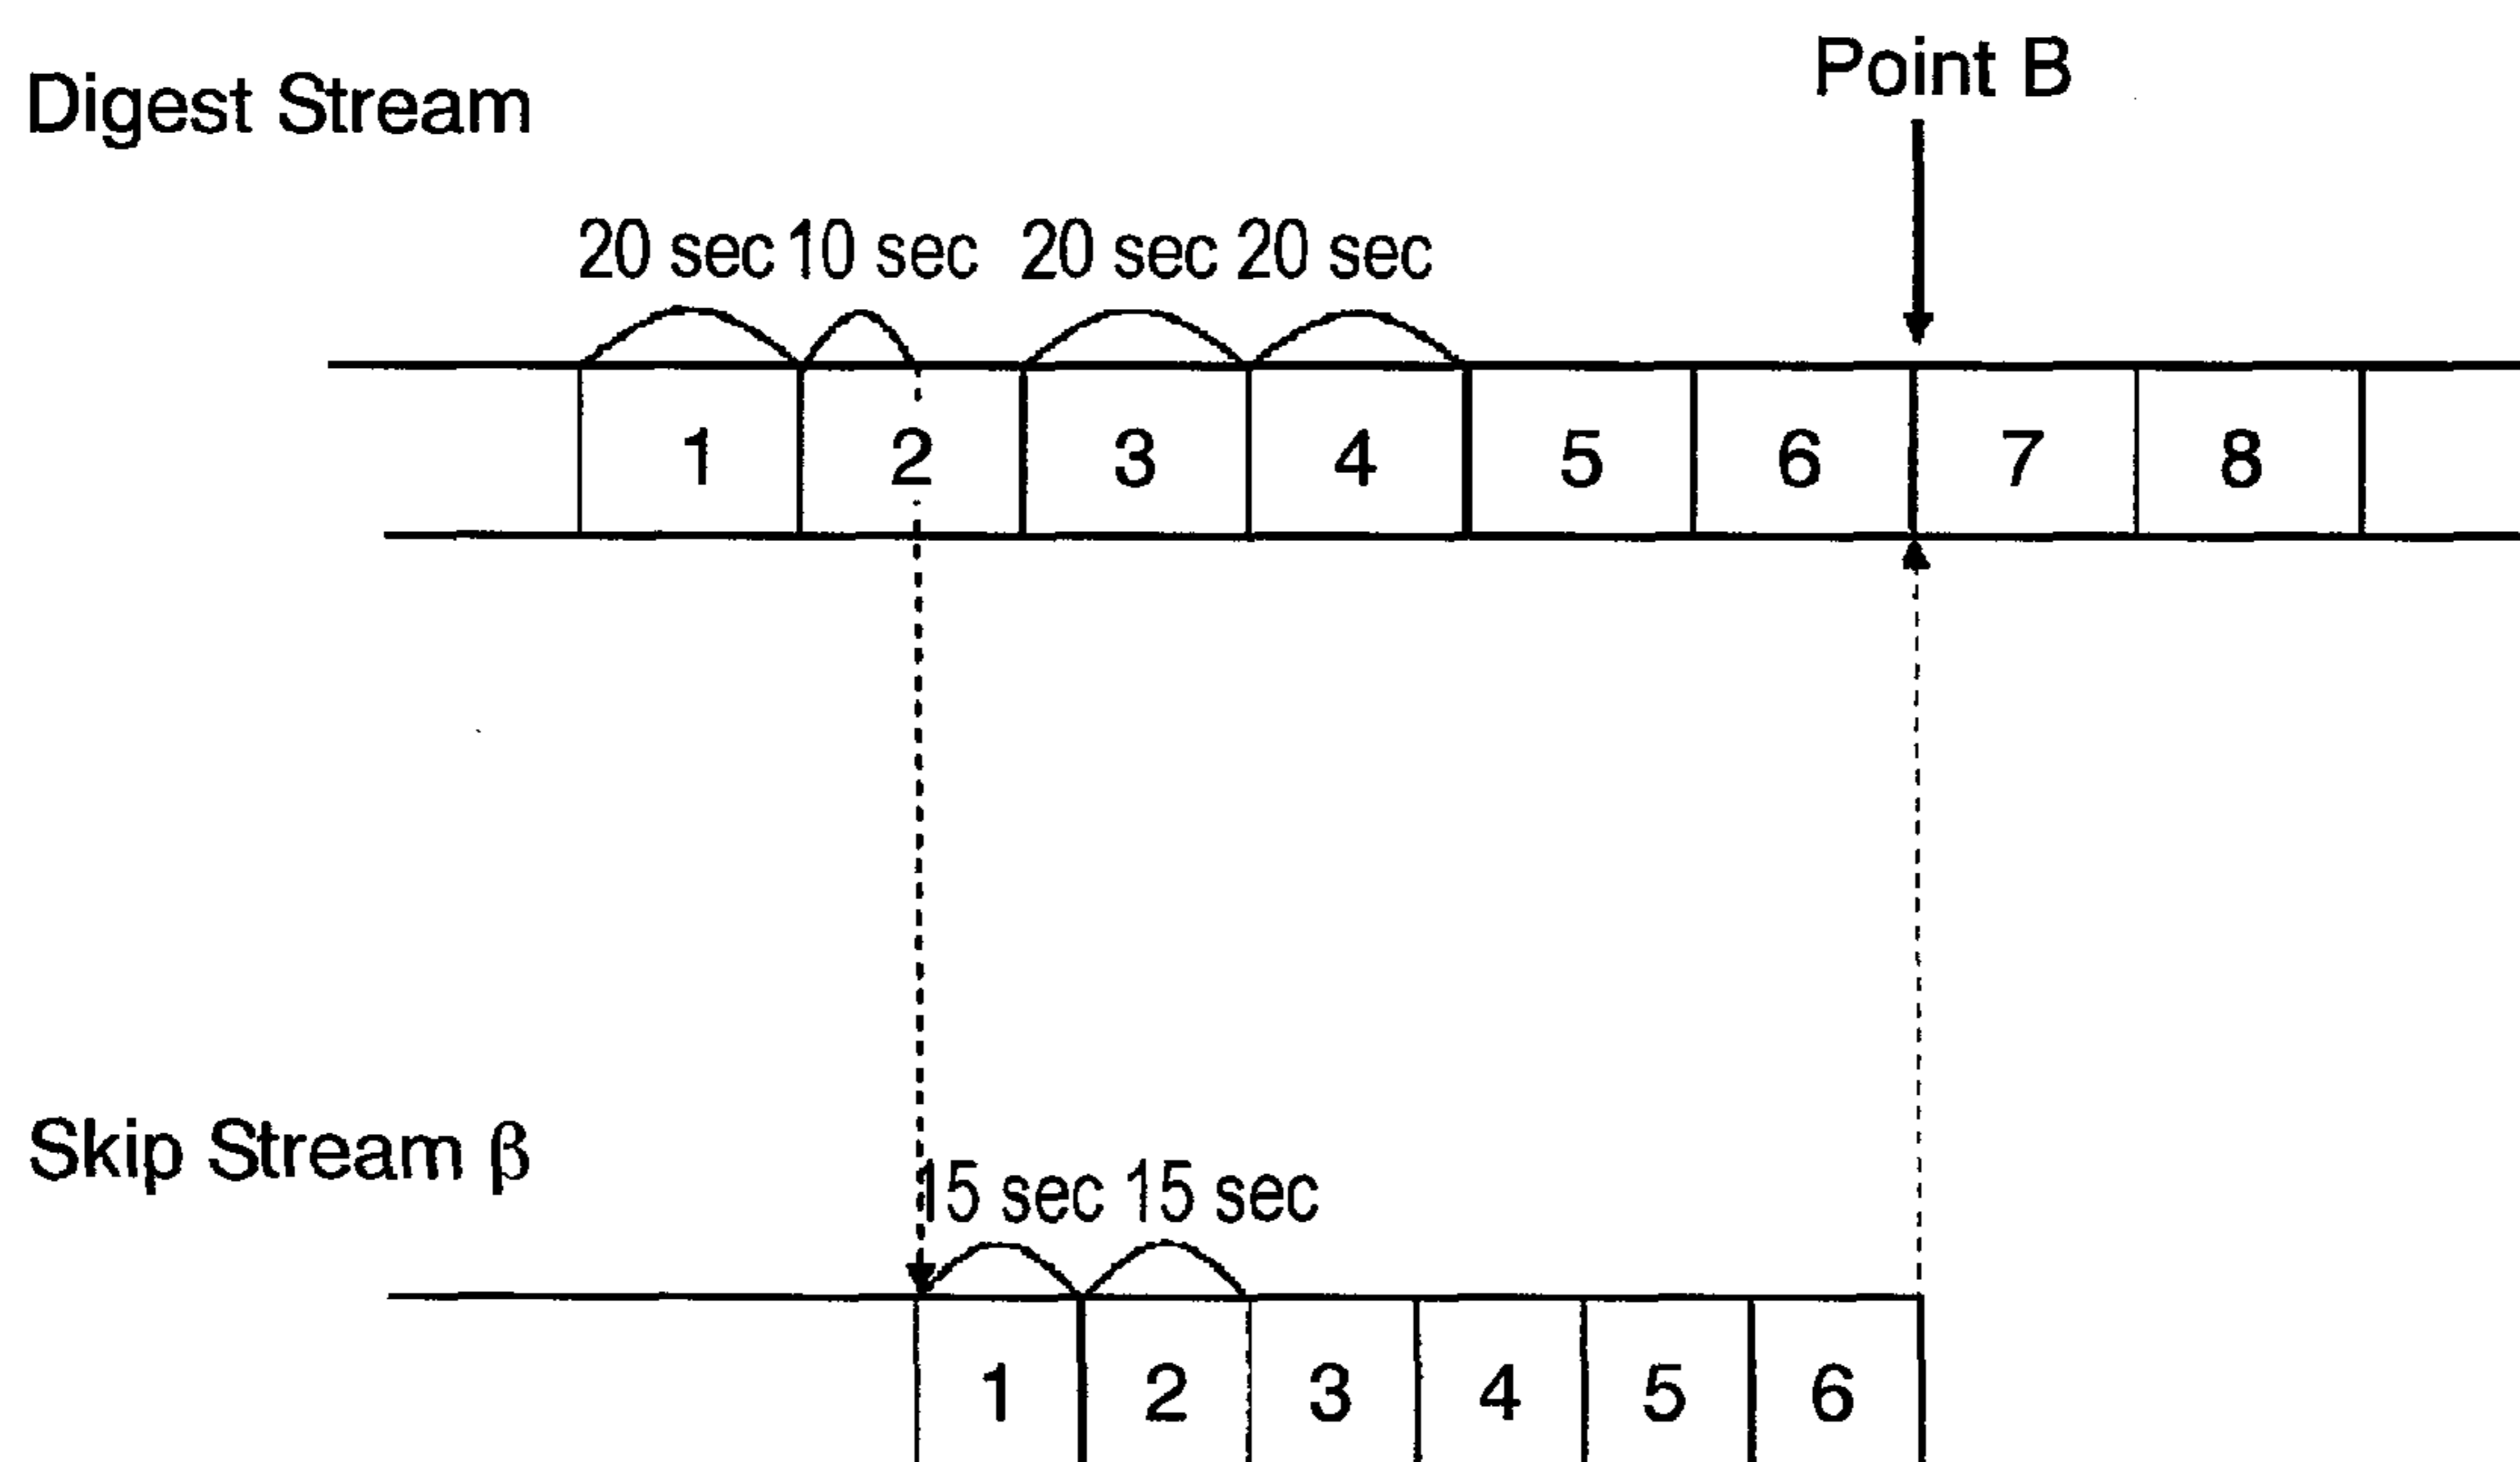 Point B
Digest Stream
20 sec 10 sec 20 sec 20 sec
1 2 3 4 5 6 7 8
Skip Stream β
15 sec 15 sec
1 2 3 4 5 6